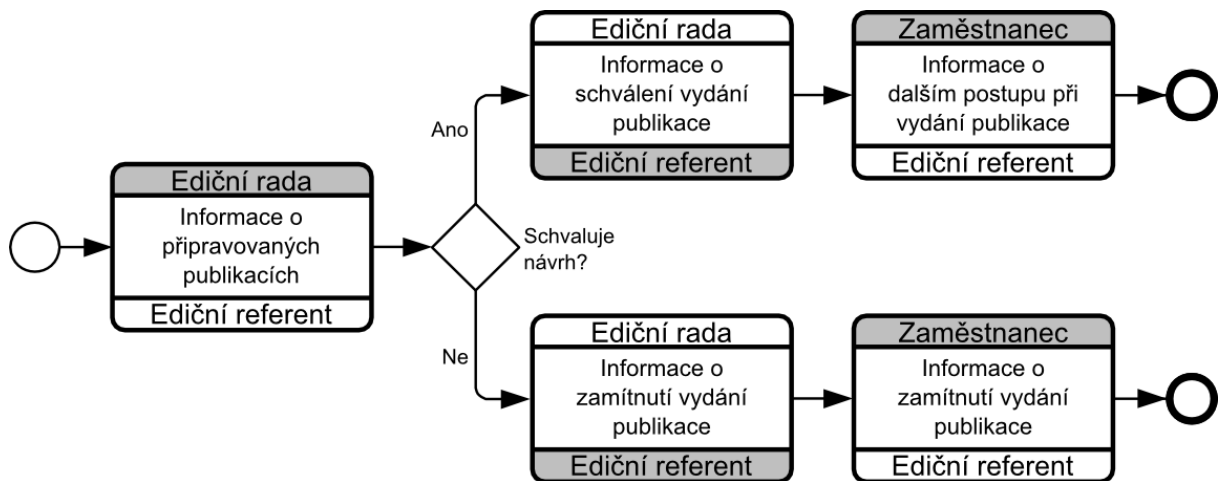 Ediční rada
Informace o
připravovaných
publikacích
Ediční referent
Schvaluje
návrh?
Ano
Ediční rada
Informace o
schválení vydání
publikace
Ediční referent
Zaměstnanec
Informace o
dalším postupu při
vydání publikace
Ediční referent
Ne
Ediční rada
Informace o
zamítnutí vydání
publikace
Ediční referent
Zaměstnanec
Informace o
zamítnutí vydání
publikace
Ediční referent